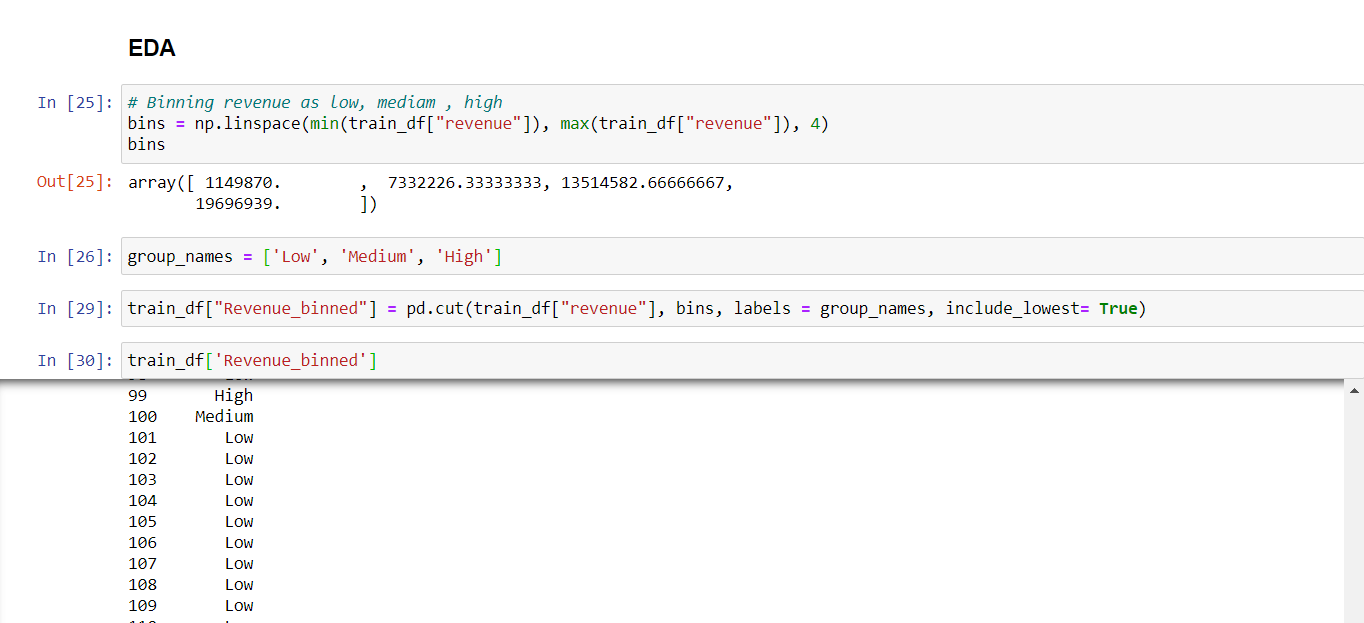 EDA
In [25]: # Binning revenue as low, mediam , high
bins = np.linspace(min(train_df["revenue"]), max(train_df["revenue"]), 4)
bins
Out[25]: array([ 1149870.        ,  7332226.33333333, 13514582.66666667,
19696939.        ])
In [26]: group_names = ['Low', 'Medium', 'High']
In [29]: train_df["Revenue_binned"] = pd.cut(train_df["revenue"], bins, labels = group_names, include_lowest= True)
In [30]: train_df['Revenue_binned']
99 High
100 Medium
101 Low
102 Low
103 Low
104 Low
105 Low
106 Low
107 Low
108 Low
109 Low